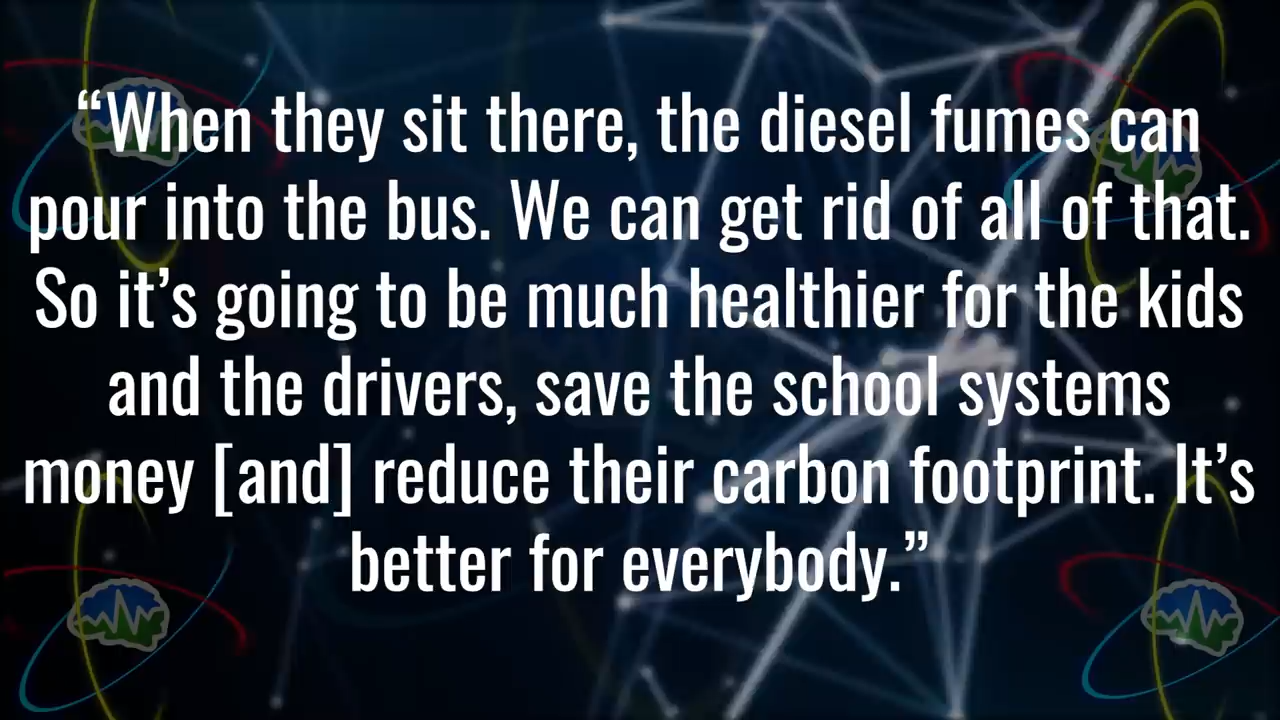 “When they sit there, the diesel fumes can
pour into the bus. We can get rid of all of that.
So it’s going to be much healthier for the kids
and the drivers, save the school systems
money [and] reduce their carbon footprint. It’s
better for everybody.”